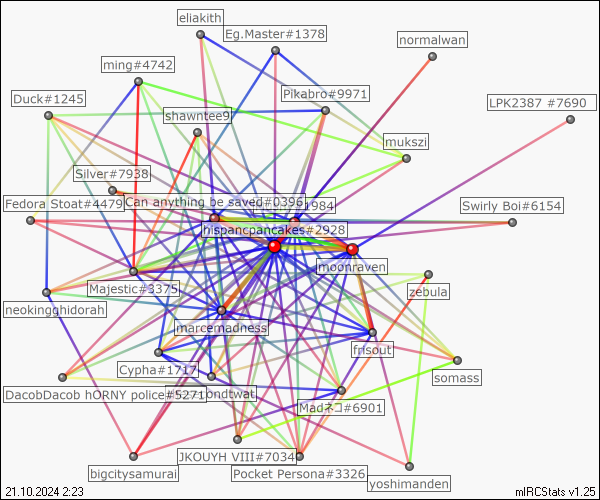 eliakith
Eg.Master#1378
normalwan
ming#4742
Pikabro#9971
Duck#1245
LPK2387 #7690
shawntee9
mukszi
Silver#7938
Can anything be saved#0396
1984
Fedora Stoat#4479
Swirly Boi#6154
hispancpancakes#2928
moonraven
Majestic#3375
zebula
neokingghidorah
marcemadness
frisout
Cypha#1717
somass
DacobDacob hORNY police#5271
ondtwat
Madネコ#6901
JKOUYH VIII#7034
bigcitysamurai
Pocket Persona#3326
yoshimanden
21.10.2024 2:23
mIRCStats v1.25